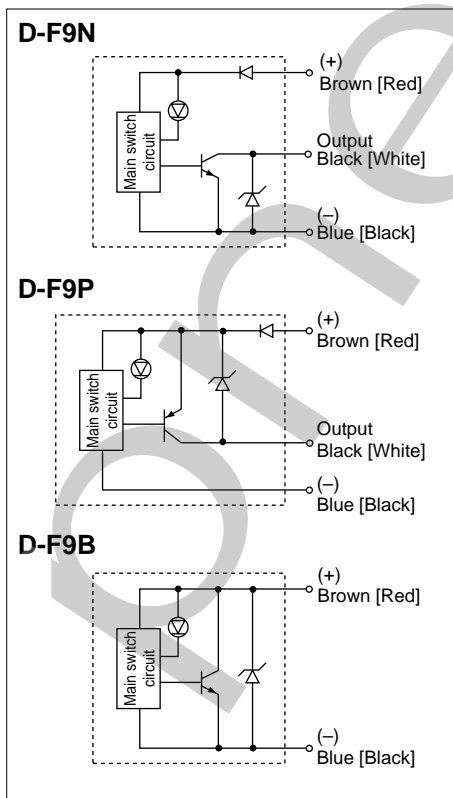 D-F9N
(+)
Brown [Red]
Main switch
circuit
Output
Black [White]
(–)
Blue [Black]
D-F9P
(+)
Brown [Red]
Main switch
circuit
Output
Black [White]
(–)
Blue [Black]
D-F9B
(+)
Brown [Red]
Main switch
circuit
(–)
Blue [Black]